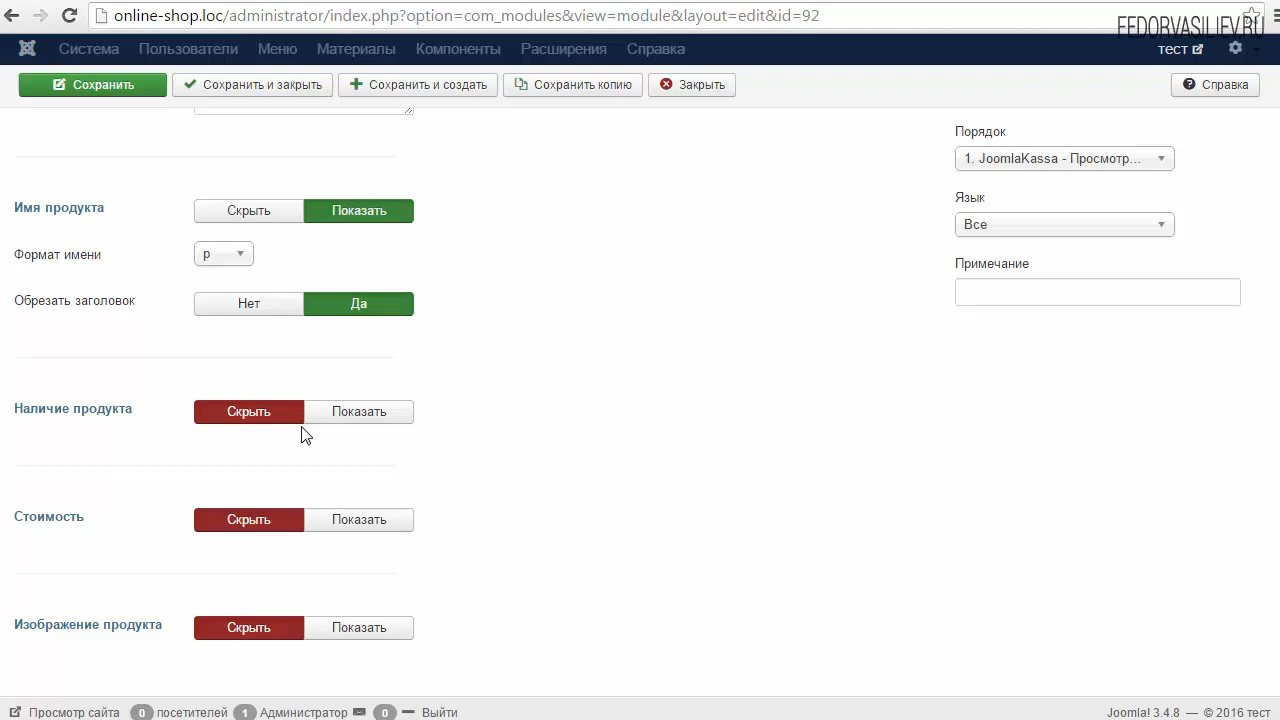 online-shop.loc/administrator/index.php?option=com_modules&view=module&layout=edit&id=92
FEDORVASILIEV.RU
Система Пользователи Меню Материалы Компоненты Расширения Справка тест
Сохранить Сохранить и закрыть Сохранить и создать Сохранить копию Закрыть Справка
Порядок
1. JoomlaKassa - Просмотр...
Имя продукта Скрыть Показать
Язык
Все
Формат имени p
Примечание
Обрезать заголовок Нет Да
Наличие продукта Скрыть Показать
Стоимость Скрыть Показать
Изображение продукта Скрыть Показать
Просмотр сайта 0 посетителей 1 Администратор 0 Выйти Joomla! 3.4.8 — © 2016 тест